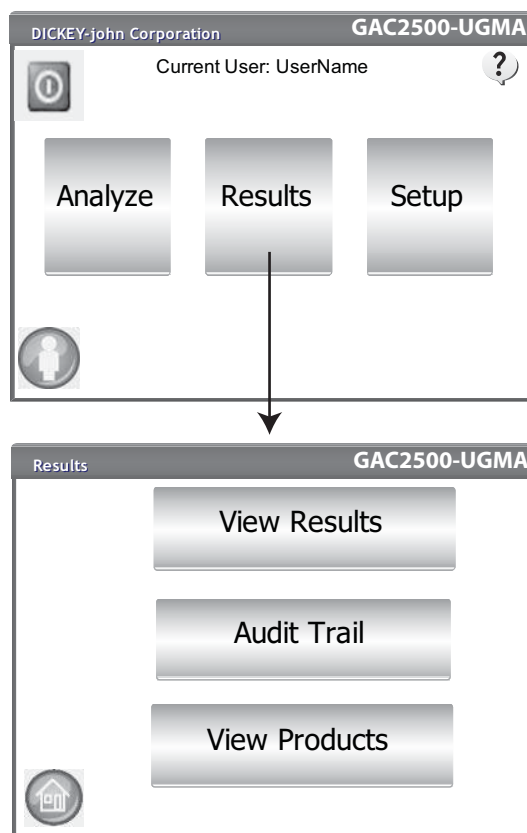 DICKEY-john Corporation GAC2500-UGMA
Current User: UserName ?
Analyze Results Setup
Results GAC2500-UGMA
View Results
Audit Trail
View Products